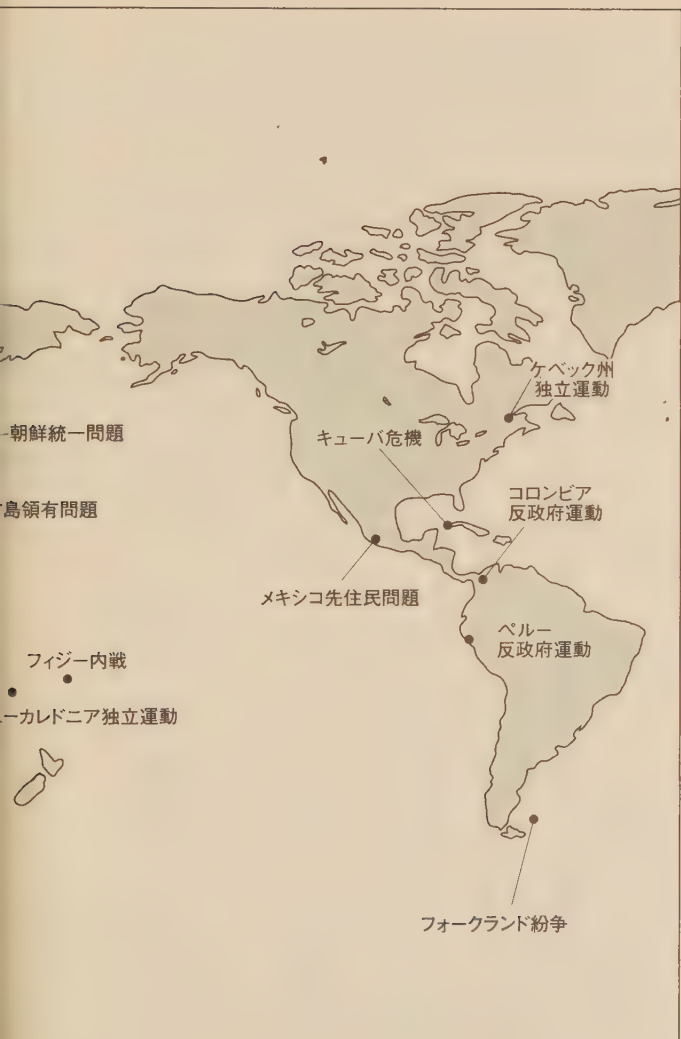 ケベック州
独立運動
朝鮮統一問題
キューバ危機
コロンビア
反政府運動
島領有問題
メキシコ先住民問題
ペルー
反政府運動
フィジー内戦
ーカレドニア独立運動
フォークランド紛争